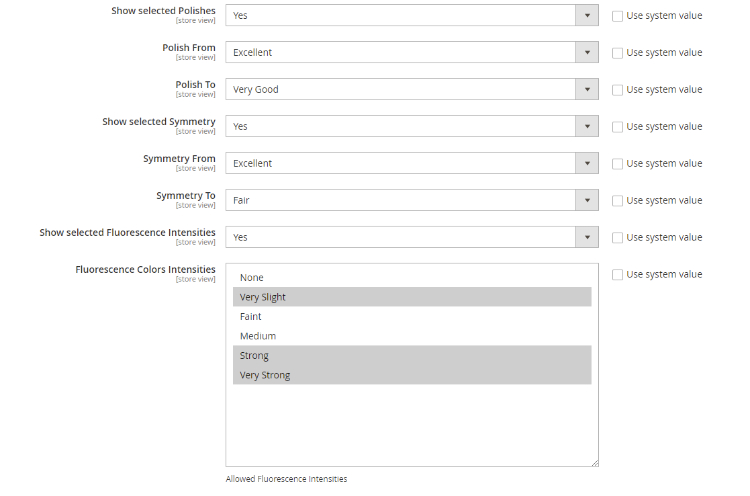 Show selected Polishes Yes Use system value
[store view]
Polish From Excellent Use system value
[store view]
Polish To Very Good Use system value
[store view]
Show selected Symmetry Yes Use system value
[store view]
Symmetry From Excellent Use system value
[store view]
Symmetry To Fair Use system value
[store view]
Show selected Fluorescence Intensities Yes Use system value
[store view]
Fluorescence Colors Intensities Use system value
[store view]
None
Very Slight
Faint
Medium
Strong
Very Strong
Allowed Fluorescence Intensities